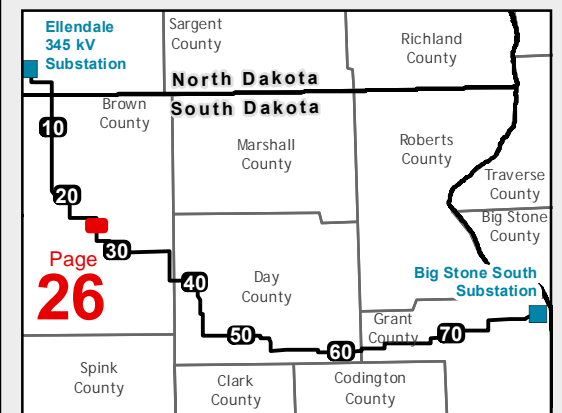 Ellendale
345 kV
Substation
Sargent
County
Richland
County
North Dakota
South Dakota
Brown
County
10
Marshall
County
Roberts
County
Traverse
County
20
Big Stone
County
30
Page
26
40
Day
County
Big Stone South
Substation
50
Grant
County
60
70
Spink
County
Clark
County
Codington
County